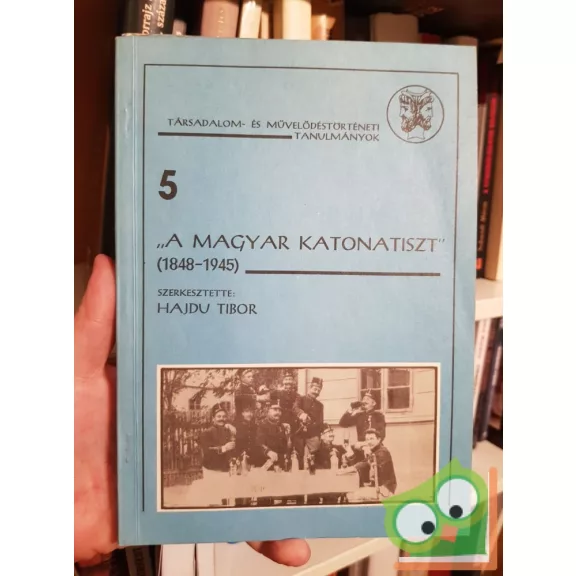 TÁRSADALOM- ÉS MŰVELŐDÉSTÖRTÉNETI
TANULMÁNYOK
5
„A MAGYAR KATONATISZT"
(1848-1945)
SZERKESZTETTE:
HAJDU TIBOR